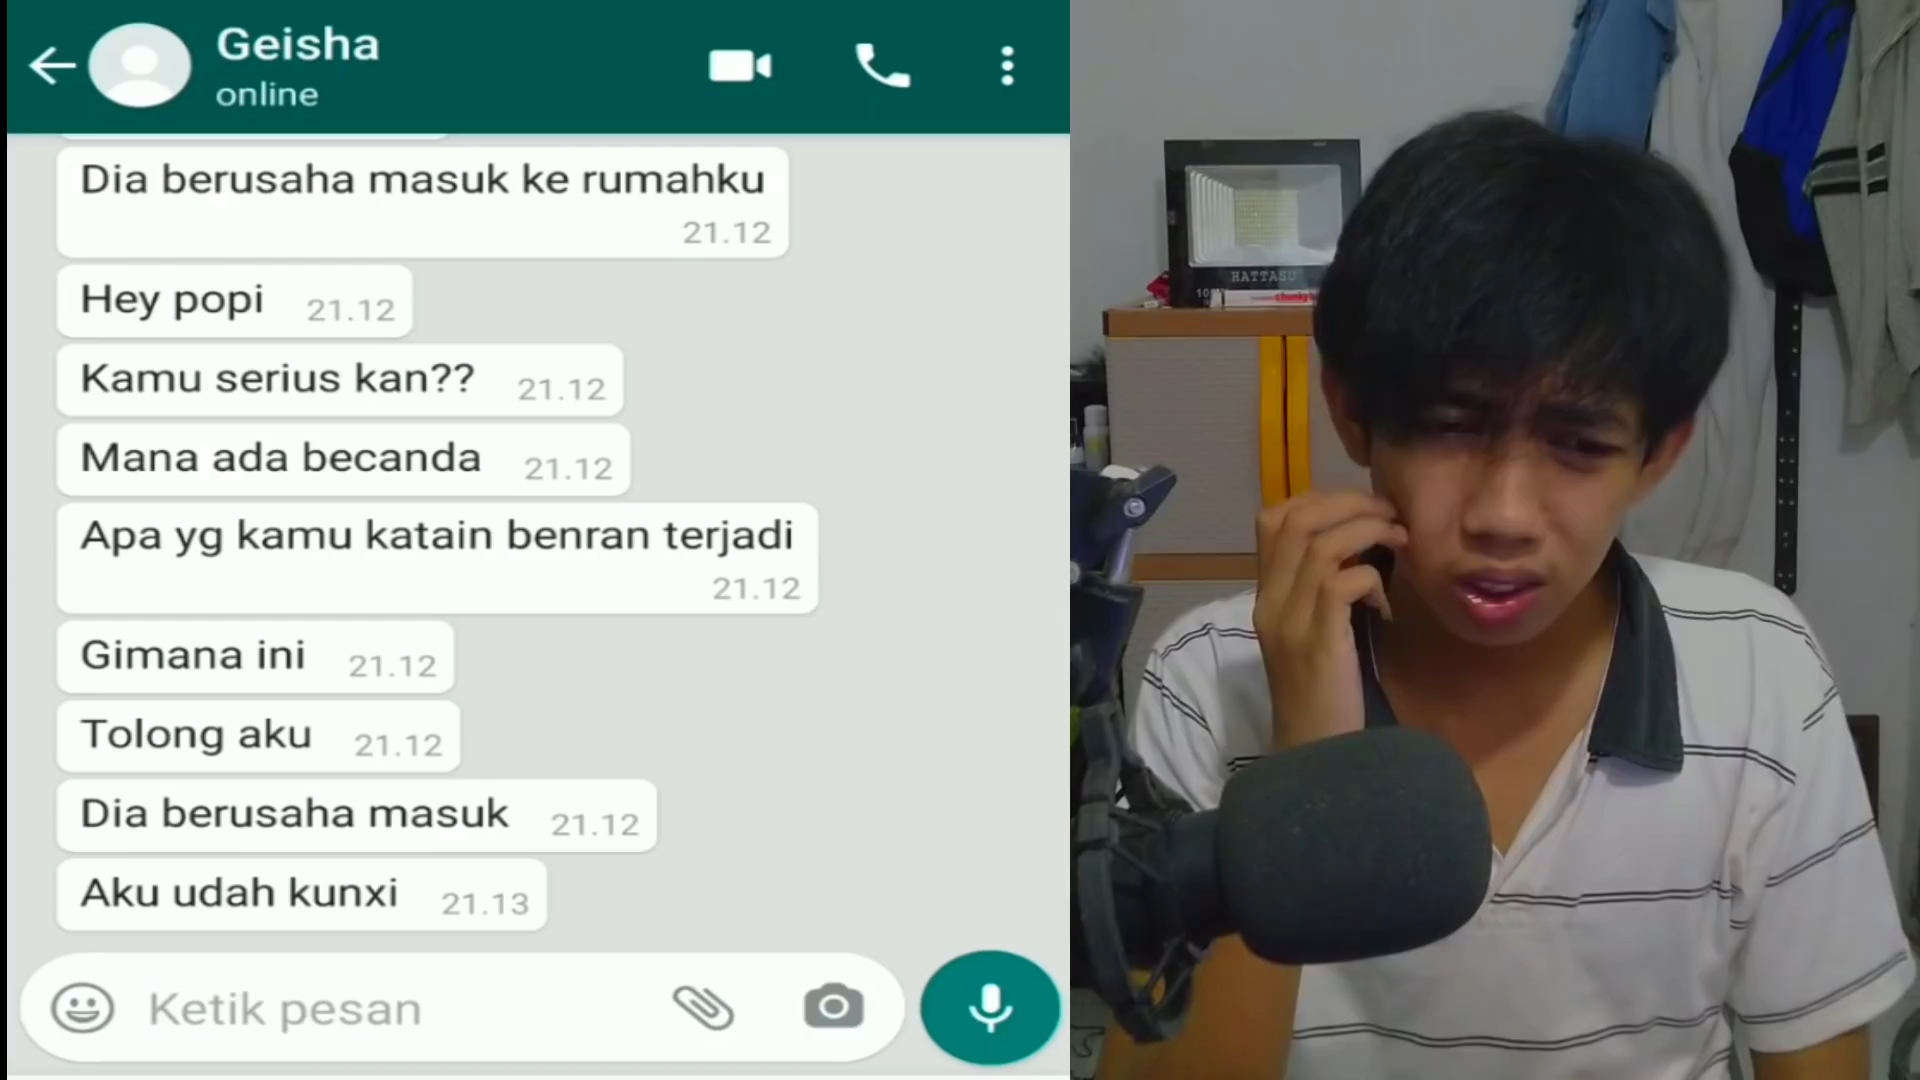 Geisha
online
Dia berusaha masuk ke rumahku
21.12
Hey popi 21.12
Kamu serius kan?? 21.12
Mana ada becanda 21.12
Apa yg kamu katain benran terjadi
21.12
Gimana ini 21.12
Tolong aku 21.12
Dia berusaha masuk 21.12
Aku udah kunxi 21.13
Ketik pesan
HATTASU